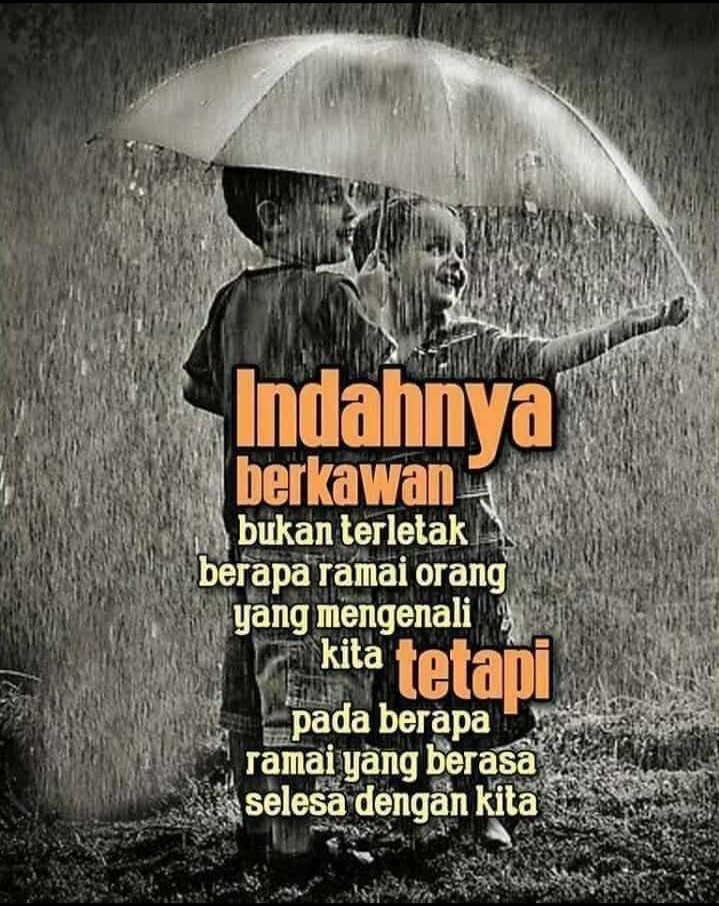 Indahnya
berkawan
bukan terletak
berapa ramai orang
yang mengenali
kita tetapi
pada berapa
ramai yang berasa
selesa dengan kita